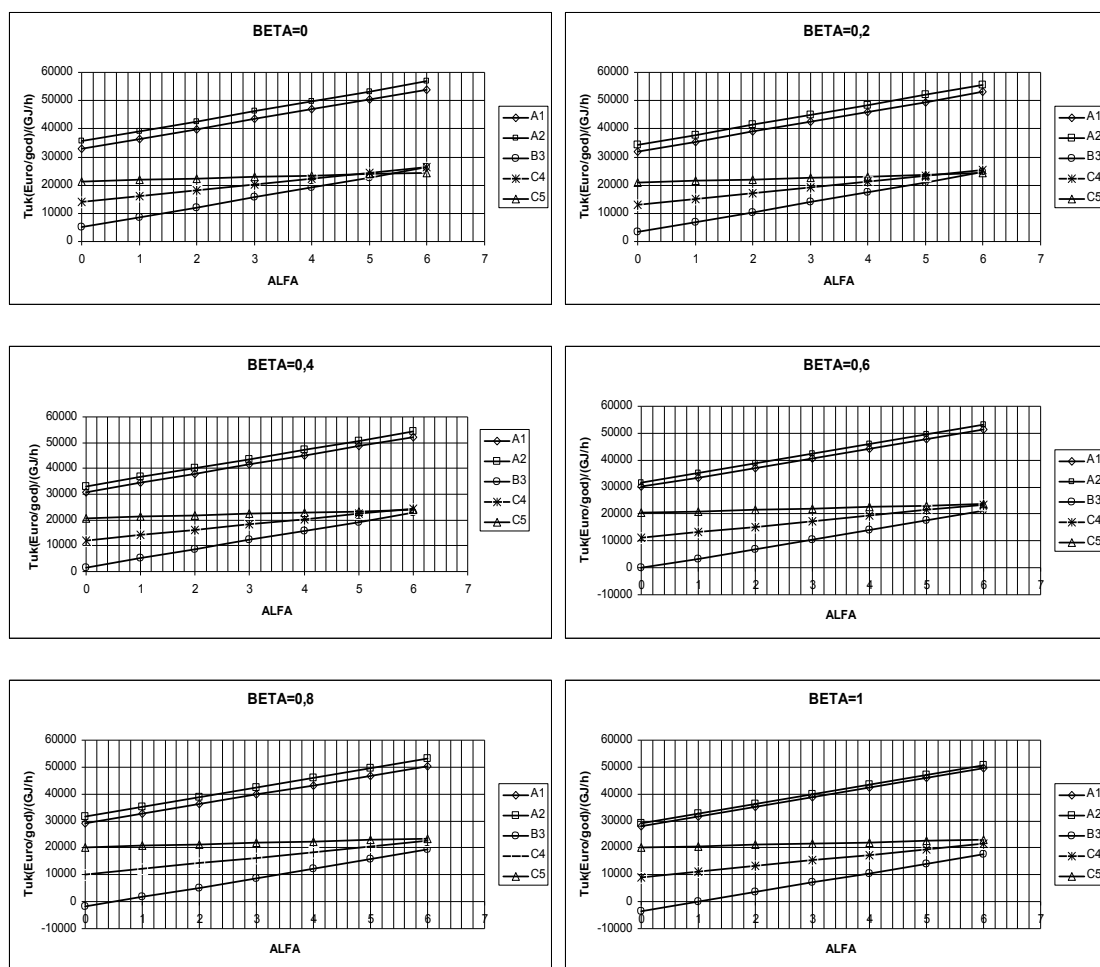 BETA=0
Tuk(Euro/god)/(GJ/h)
60000
50000
40000
30000
20000
10000
0
0 1 2 3 4 5 6 7
ALFA
A1
A2
B3
C4
C5
BETA=0,2
Tuk(Euro/god)/(GJ/h)
60000
50000
40000
30000
20000
10000
0
0 1 2 3 4 5 6 7
ALFA
A1
A2
B3
C4
C5
BETA=0,4
Tuk(Euro/god)/(GJ/h)
60000
50000
40000
30000
20000
10000
0
0 1 2 3 4 5 6 7
ALFA
A1
A2
B3
C4
C5
BETA=0,6
Tuk(Euro/god)/(GJ/h)
60000
50000
40000
30000
20000
10000
0
-10000
0 1 2 3 4 5 6 7
ALFA
A1
A2
B3
C4
C5
BETA=0,8
Tuk(Euro/god)/(GJ/h)
60000
50000
40000
30000
20000
10000
0
-10000
0 1 2 3 4 5 6 7
ALFA
A1
A2
B3
C4
C5
BETA=1
Tuk(Euro/god)/(GJ/h)
60000
50000
40000
30000
20000
10000
0
-10000
0 1 2 3 4 5 6 7
ALFA
A1
A2
B3
C4
C5